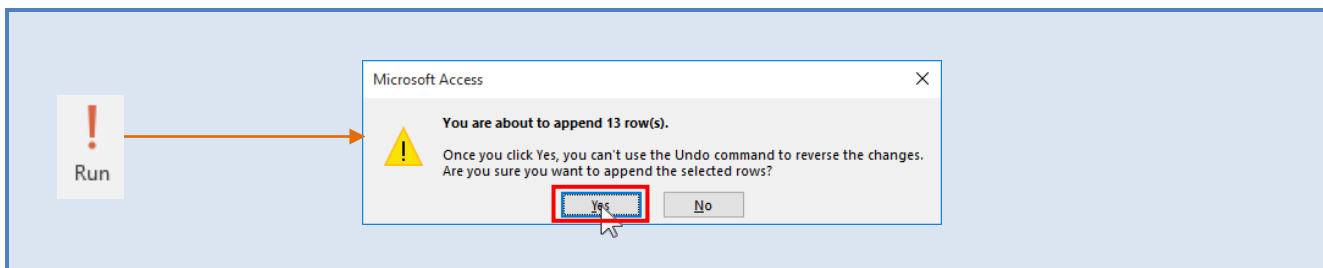 Microsoft Access
You are about to append 13 row(s).
Run
Once you click Yes, you can't use the Undo command to reverse the changes.
Are you sure you want to append the selected rows?
Yes
No